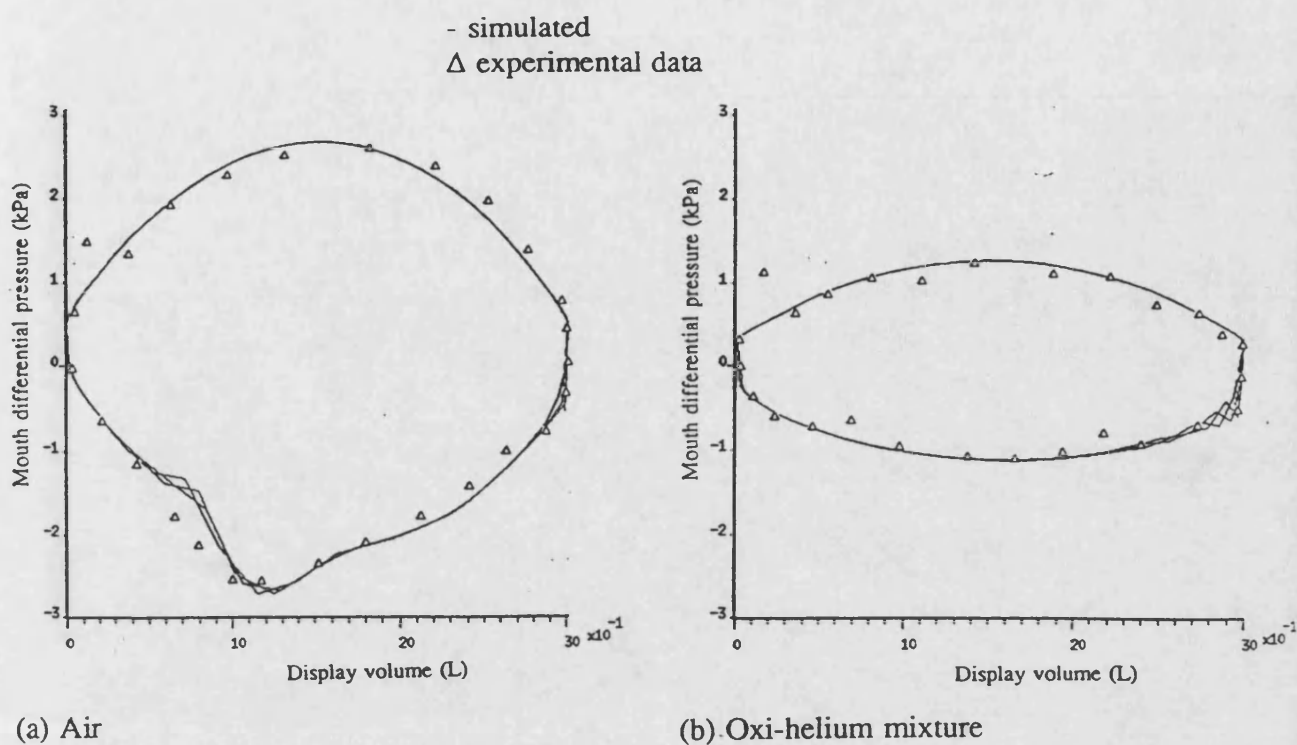 - simulated
Δ experimental data
3
2
1
0
-1
-2
-3
Mouth differential pressure (kPa)
0
10
20
30 x10⁻¹
Display volume (L)
(a) Air
3
2
1
0
-1
-2
-3
Mouth differential pressure (kPa)
0
10
20
30 x10⁻¹
Display volume (L)
(b) Oxi-helium mixture